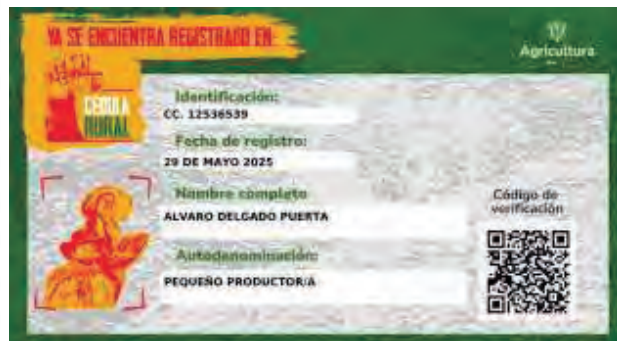 YA SE ENCUENTRA REGISTRADO EN
Agricultura
CÉDULA
RURAL
Identificación:
CC. 12536539
Fecha de registro:
29 DE MAYO 2025
Nombre completo
ALVARO DELGADO PUERTA
Autodenominación:
PEQUEÑO PRODUCTOR/A
Código de
verificación